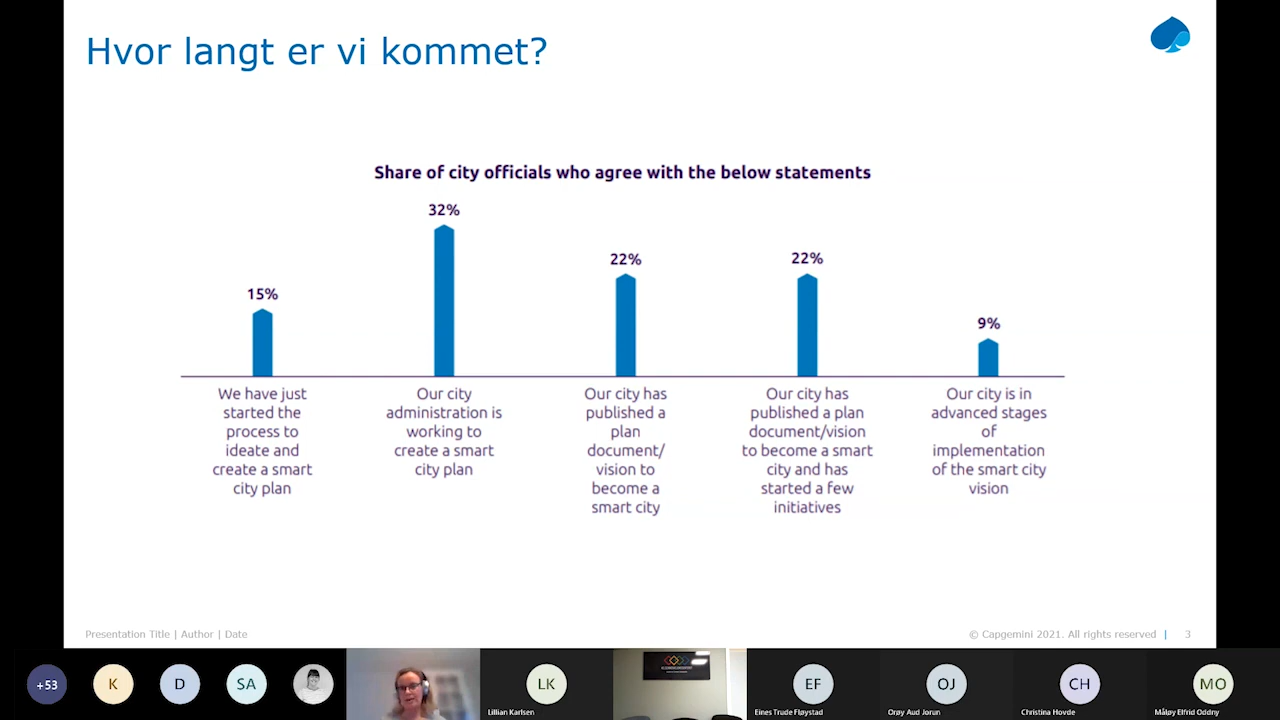 Hvor langt er vi kommet?
Share of city officials who agree with the below statements
15%
32%
22%
22%
9%
We have just
started the
process to
ideate and
create a smart
city plan
Our city
administration is
working to
create a smart
city plan
Our city has
published a
plan
document/
vision to
become a
smart city
Our city has
published a plan
document/vision
to become a smart
city and has
started a few
initiatives
Our city is in
advanced stages
of
implementation
of the smart city
vision
Presentation Title | Author | Date
© Capgemini 2021. All rights reserved | 3
+53
K
D
SA
LK
Lillian Karlsen
EF
Eines Trude Fløystad
OJ
Orøy Aud Jorun
CH
Christina Hovde
MO
Måløy Elfrid Oddny